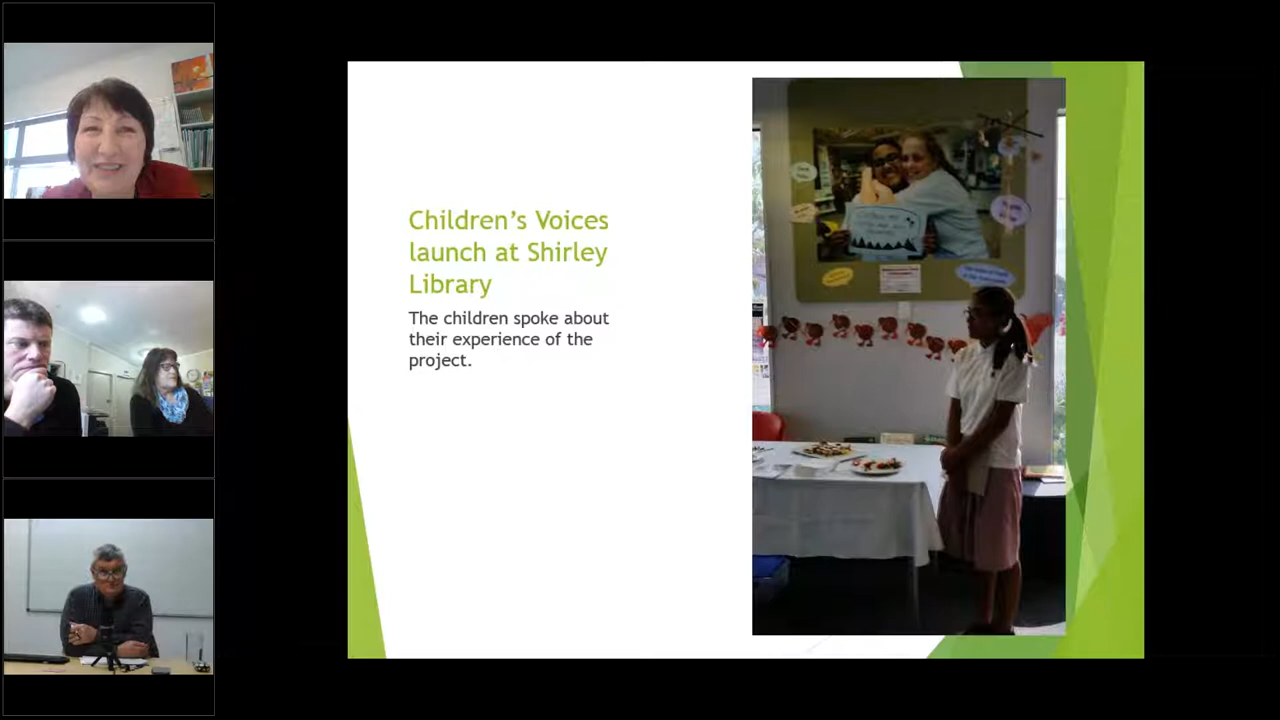 Children's Voices
launch at Shirley
Library
The children spoke about
their experience of the
project.